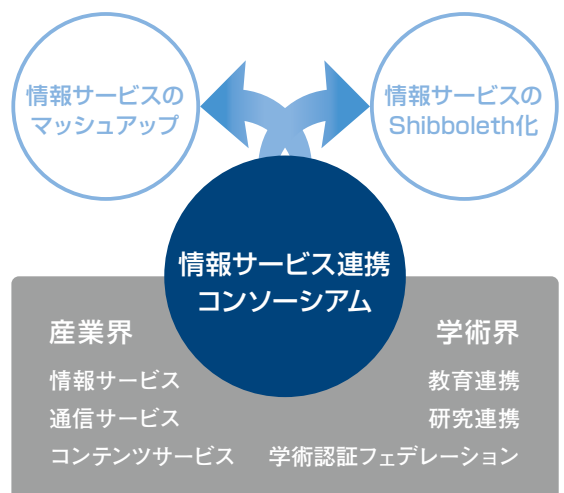 情報サービスの
マッシュアップ
情報サービスの
Shibboleth化
情報サービス連携
コンソーシアム
産業界
情報サービス
通信サービス
コンテンツサービス
学術界
教育連携
研究連携
学術認証フェデレーション